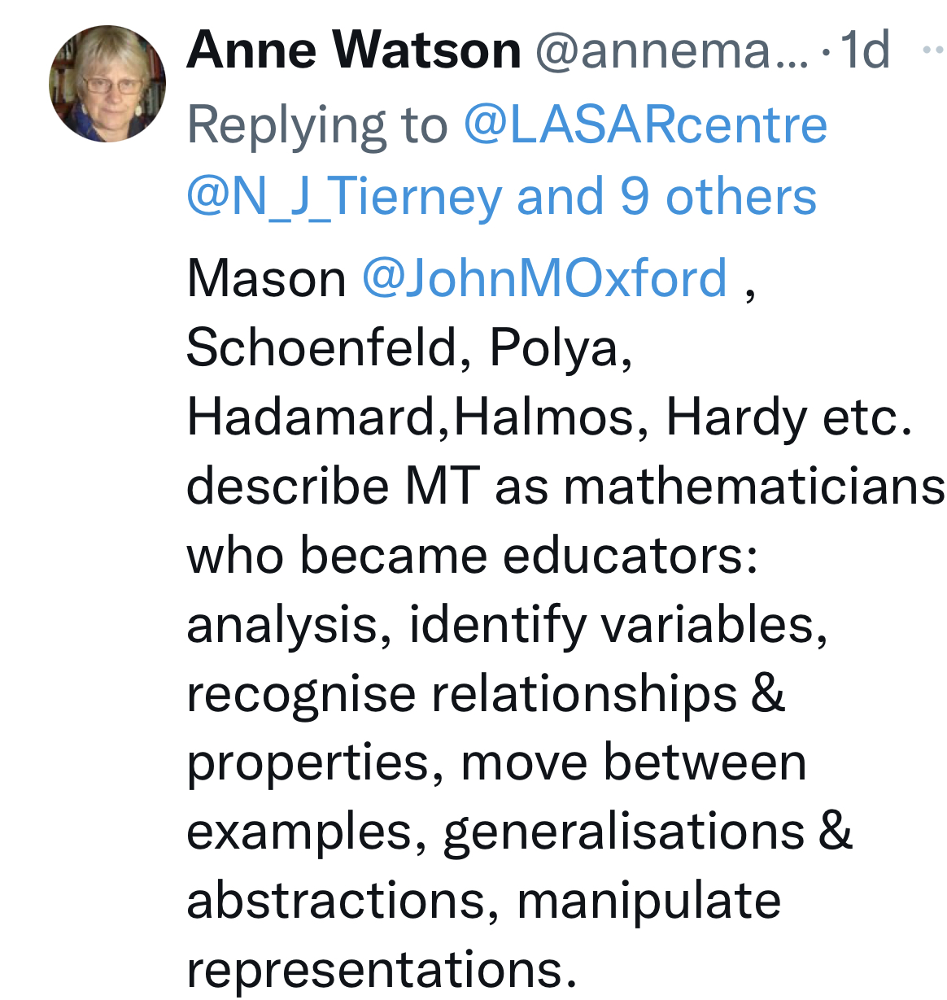 Anne Watson @annema... · 1d
Replying to @LASARcentre
@N_J_Tierney and 9 others
Mason @JohnMOxford ,
Schoenfeld, Polya,
Hadamard,Halmos, Hardy etc.
describe MT as mathematicians
who became educators:
analysis, identify variables,
recognise relationships &
properties, move between
examples, generalisations &
abstractions, manipulate
representations.